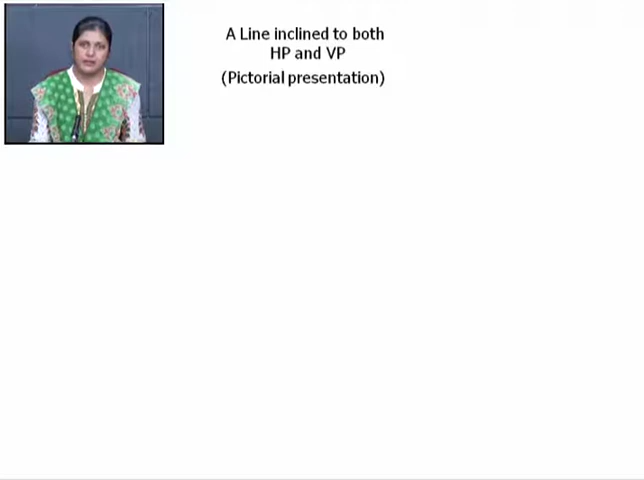 A Line inclined to both
HP and VP
(Pictorial presentation)